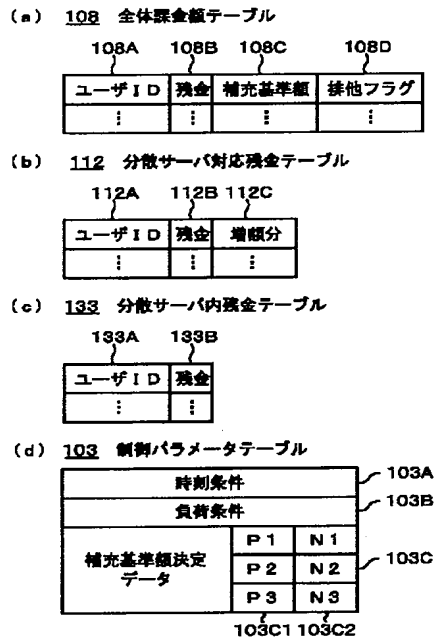 (a) 108 全体課金額テーブル
108A 108B 108C 108D
ユーザID 残金 補充基準額 排他フラグ
⋮ ⋮ ⋮ ⋮
(b) 112 分散サーバ対応残金テーブル
112A 112B 112C
ユーザID 残金 増額分
⋮ ⋮ ⋮
(c) 133 分散サーバ内残金テーブル
133A 133B
ユーザID 残金
⋮ ⋮
(d) 103 制御パラメータテーブル
時刻条件 103A
負荷条件 103B
補充基準額決定
データ
P1 N1
P2 N2 103C
P3 N3
103C1 103C2